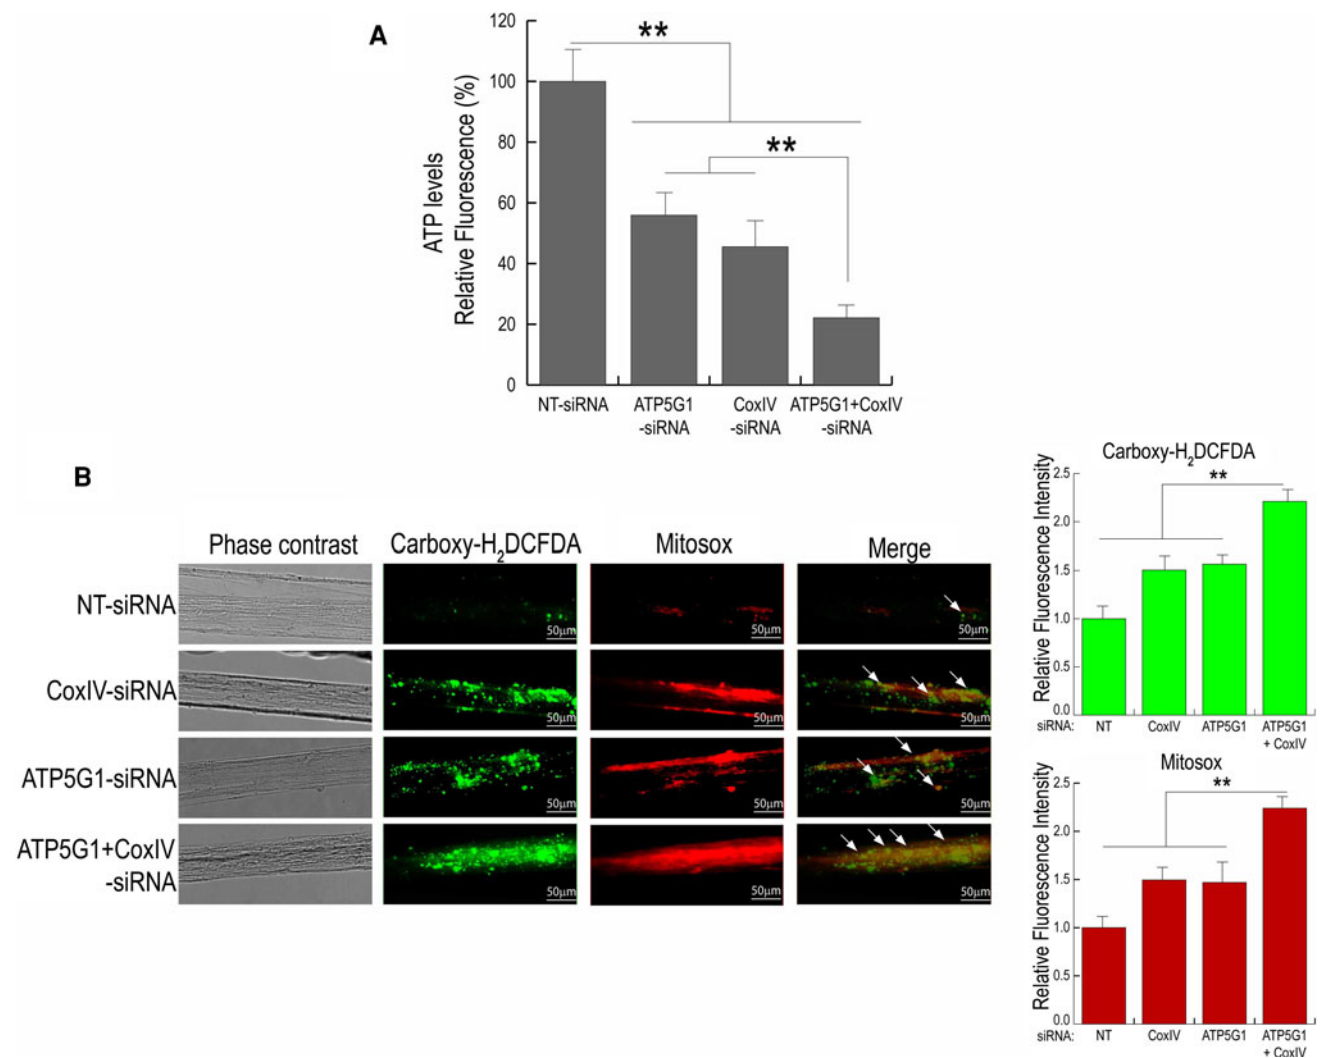 A
120
100
80
60
40
20
0
ATP levels
Relative Fluorescence (%)
**
**
NT-siRNA
ATP5G1
-siRNA
CoxIV
-siRNA
ATP5G1+CoxIV
-siRNA
B
Phase contrast
Carboxy-H2DCFDA
Mitosox
Merge
NT-siRNA
50μm
50μm
50μm
CoxIV-siRNA
50μm
50μm
50μm
ATP5G1-siRNA
50μm
50μm
50μm
ATP5G1+CoxIV
-siRNA
50μm
50μm
50μm
Carboxy-H2DCFDA
Relative Fluorescence Intensity
2.5
2.0
1.5
1.0
0.5
0.0
**
siRNA: NT CoxIV ATP5G1 ATP5G1
+ CoxIV
Mitosox
Relative Fluorescence Intensity
2.5
2.0
1.5
1.0
0.5
0.0
**
siRNA: NT CoxIV ATP5G1 ATP5G1
+ CoxIV